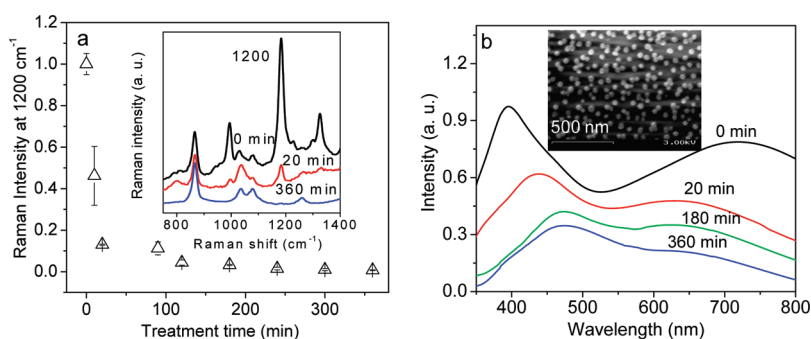 a
Raman Intensity at 1200 cm⁻¹
1.0
0.8
0.6
0.4
0.2
0.0
0
100
200
300
Treatment time (min)
Raman intensity (a. u.)
1200
0 min
20 min
360 min
800
1000
1200
1400
Raman shift (cm⁻¹)
b
Intensity (a. u.)
1.2
0.9
0.6
0.3
0.0
400
500
600
700
800
Wavelength (nm)
500 nm
3.00KV
0 min
20 min
180 min
360 min